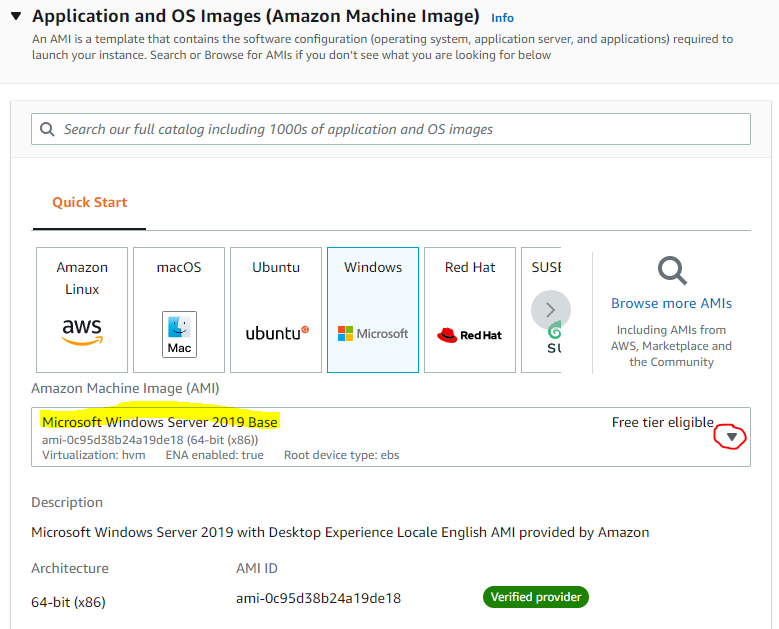 Application and OS Images (Amazon Machine Image) Info
An AMI is a template that contains the software configuration (operating system, application server, and applications) required to
launch your instance. Search or Browse for AMIs if you don't see what you are looking for below
Search our full catalog including 1000s of application and OS images
Quick Start
Amazon
Linux
aws
macOS
Mac
Ubuntu
ubuntu
Windows
Microsoft
Red Hat
Red Hat
SUSE
SU
Browse more AMIs
Including AMIs from
AWS, Marketplace and
the Community
Amazon Machine Image (AMI)
Microsoft Windows Server 2019 Base
Free tier eligible
ami-0c95d38b24a19de18 (64-bit (x86))
Virtualization: hvm ENA enabled: true Root device type: ebs
Description
Microsoft Windows Server 2019 with Desktop Experience Locale English AMI provided by Amazon
Architecture
AMI ID
64-bit (x86)
ami-0c95d38b24a19de18
Verified provider